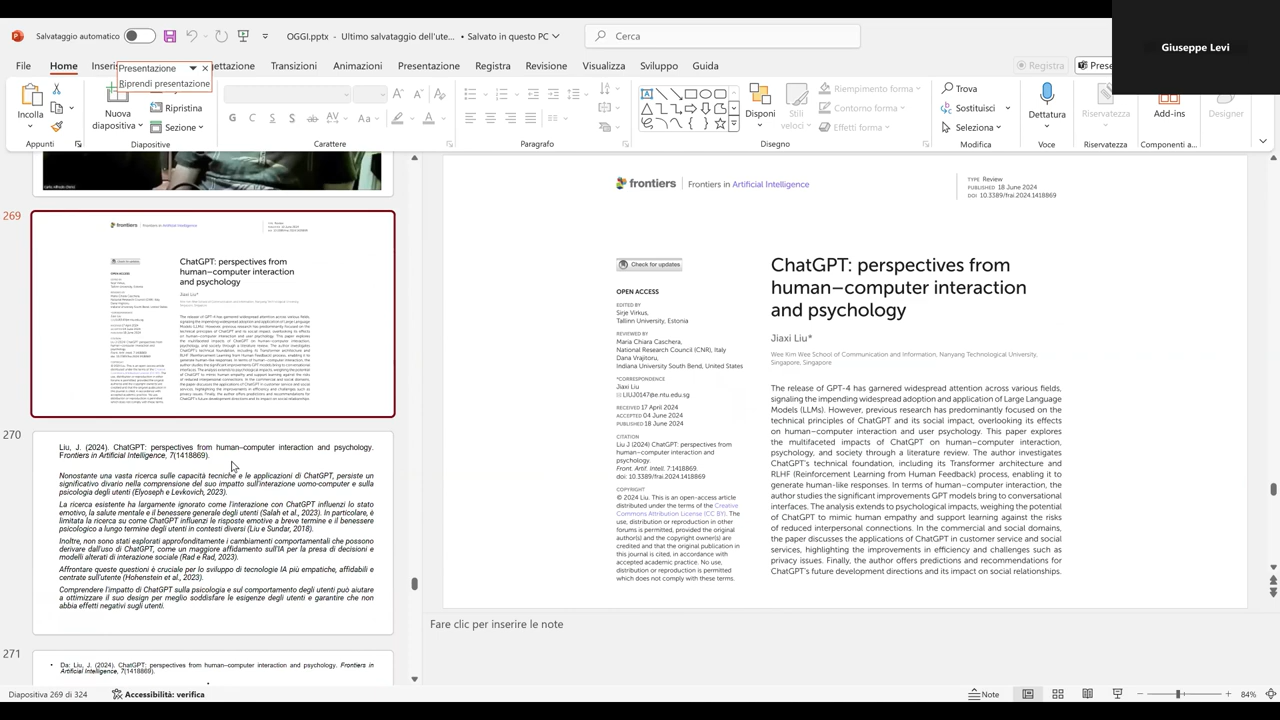 Salvataggio automatico
OGGI.pptx - Ultimo salvataggio dell'ute... • Salvato in questo PC
Cerca
Giuseppe Levi
File
Home
Inseris
Presentazione
Riprendi presentazione
ettazione
Transizioni
Animazioni
Presentazione
Registra
Revisione
Visualizza
Sviluppo
Guida
Registra
Prese
Incolla
Nuova
diapositiva
Ripristina
Sezione
Disponi
Stili
veloci
Riempimento forma
Contorno forma
Effetti forma
Trova
Sostituisci
Seleziona
Dettatura
Riservatezza
Add-ins
Designer
Appunti
Diapositive
Carattere
Paragrafo
Disegno
Modifica
Voce
Riservatezza
Componenti a...
269
frontiers | Frontiers in Artificial Intelligence
ChatGPT: perspectives from
human–computer interaction
and psychology
Jiaxi Liu*
270
Liu, J. (2024). ChatGPT: perspectives from human–computer interaction and psychology.
Frontiers in Artificial Intelligence, 7(1418869).
Nonostante una vasta ricerca sulle capacità tecniche e le applicazioni di ChatGPT, persiste un
significativo divario nella comprensione del suo impatto sull'interazione uomo-computer e sulla
psicologia degli utenti (Elyoseph e Levkovich, 2023).
La ricerca esistente ha largamente ignorato come l'interazione con ChatGPT influenzi lo stato
emotivo, la salute mentale e il benessere generale degli utenti (Salah et al., 2023). In particolare, è
limitata la ricerca su come ChatGPT influenzi le risposte emotive a breve termine e il benessere
psicologico a lungo termine degli utenti in contesti diversi (Liu e Sundar, 2018).
Inoltre, non sono stati esplorati approfonditamente i cambiamenti comportamentali che possono
derivare dall'uso di ChatGPT, come un maggiore affidamento sull'IA per la presa di decisioni e
modelli alterati di interazione sociale (Rad e Rad, 2023).
Affrontare queste questioni è cruciale per lo sviluppo di tecnologie IA più empatiche, affidabili e
centrate sull'utente (Hohenstein et al., 2023).
Comprendere l'impatto di ChatGPT sulla psicologia e sul comportamento degli utenti può aiutare
a ottimizzare il suo design per meglio soddisfare le esigenze degli utenti e garantire che non
abbia effetti negativi sugli utenti.
271
• Da: Liu, J. (2024). ChatGPT: perspectives from human–computer interaction and psychology. Frontiers in
Artificial Intelligence, 7(1418869).
frontiers | Frontiers in Artificial Intelligence
TYPE Review
PUBLISHED 18 June 2024
DOI 10.3389/frai.2024.1418869
Check for updates
OPEN ACCESS
EDITED BY
Sirje Virkus,
Tallinn University, Estonia
REVIEWED BY
Maria Chiara Caschera,
National Research Council (CNR), Italy
Dana Vrajitoru,
Indiana University South Bend, United States
*CORRESPONDENCE
Jiaxi Liu
LIUJ0147@e.ntu.edu.sg
RECEIVED 17 April 2024
ACCEPTED 04 June 2024
PUBLISHED 18 June 2024
CITATION
Liu J (2024) ChatGPT: perspectives from
human–computer interaction and
psychology.
Front. Artif. Intell. 7:1418869.
doi: 10.3389/frai.2024.1418869
COPYRIGHT
© 2024 Liu. This is an open-access article
distributed under the terms of the Creative
Commons Attribution License (CC BY). The
use, distribution or reproduction in other
forums is permitted, provided the original
author(s) and the copyright owner(s) are
credited and that the original publication in
this journal is cited, in accordance with
accepted academic practice. No use,
distribution or reproduction is permitted
which does not comply with these terms.
ChatGPT: perspectives from
human–computer interaction
and psychology
Jiaxi Liu*
Wee Kim Wee School of Communication and Information, Nanyang Technological University,
Singapore, Singapore
The release of GPT-4 has garnered widespread attention across various fields,
signaling the impending widespread adoption and application of Large Language
Models (LLMs). However, previous research has predominantly focused on the
technical principles of ChatGPT and its social impact, overlooking its effects
on human–computer interaction and user psychology. This paper explores
the multifaceted impacts of ChatGPT on human–computer interaction,
psychology, and society through a literature review. The author investigates
ChatGPT's technical foundation, including its Transformer architecture and
RLHF (Reinforcement Learning from Human Feedback) process, enabling it to
generate human-like responses. In terms of human–computer interaction, the
author studies the significant improvements GPT models bring to conversational
interfaces. The analysis extends to psychological impacts, weighing the potential
of ChatGPT to mimic human empathy and support learning against the risks
of reduced interpersonal connections. In the commercial and social domains,
the paper discusses the applications of ChatGPT in customer service and social
services, highlighting the improvements in efficiency and challenges such as
privacy issues. Finally, the author offers predictions and recommendations for
ChatGPT's future development directions and its impact on social relationships.
Fare clic per inserire le note
Diapositiva 269 di 324
Accessibilità: verifica
Note
84%